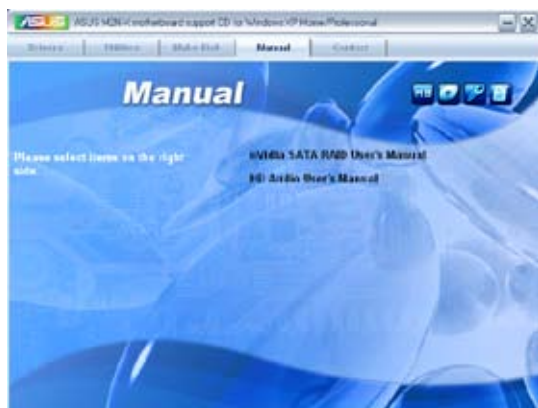 ASUS M2N-X motherboard support CD for Windows XP Home/Professional
Drivers Utilities Make Disk Manual Contact
Manual
Please select items on the right
side.
nVidia SATA RAID User's Manual
HD Audio User's Manual